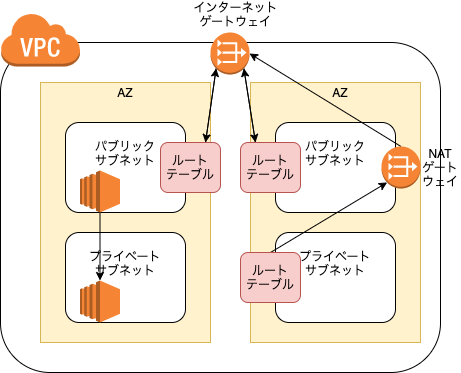 インターネット
ゲートウェイ
VPC
AZ
AZ
パブリック
サブネット
ルート
テーブル
ルート
テーブル
パブリック
サブネット
NAT
ゲート
ウェイ
プライベート
サブネット
ルート
テーブル
プライベート
サブネット